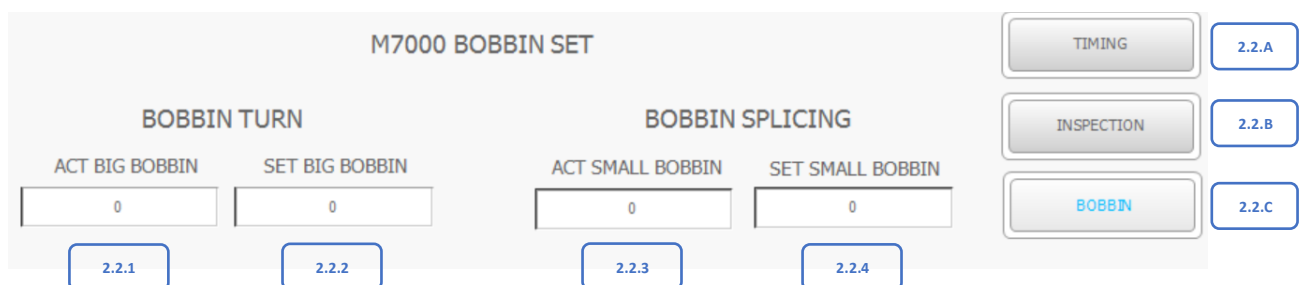 M7000 BOBBIN SET
TIMING
2.2.A
BOBBIN TURN
BOBBIN SPLICING
INSPECTION
2.2.B
ACT BIG BOBBIN
SET BIG BOBBIN
ACT SMALL BOBBIN
SET SMALL BOBBIN
0
0
0
0
BOBBIN
2.2.C
2.2.1
2.2.2
2.2.3
2.2.4